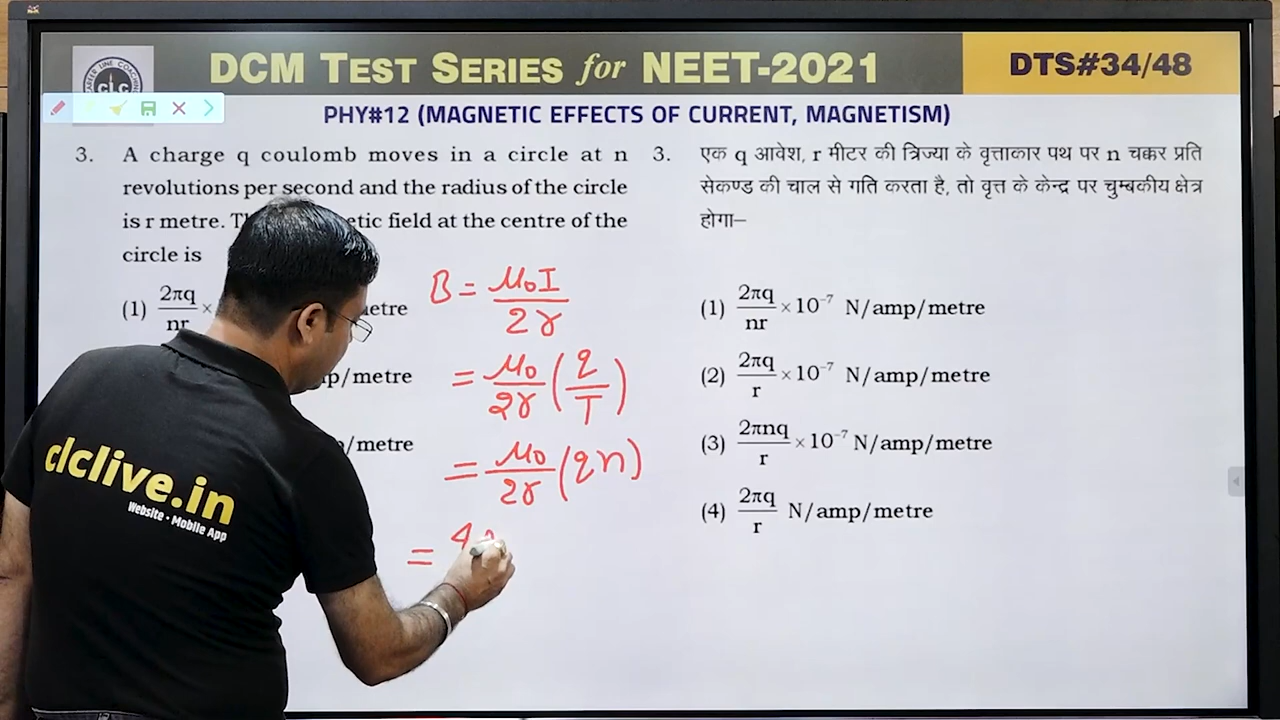 DCM TEST SERIES for NEET-2021
DTS#34/48
CLC
PHY#12 (MAGNETIC EFFECTS OF CURRENT, MAGNETISM)
3. A charge q coulomb moves in a circle at n
revolutions per second and the radius of the circle
is r metre. etic field at the centre of the
circle is
(1) 2πq/nr × etre
p/metre
/metre
B = μ₀I/2r
= μ₀/2r (q/T)
= μ₀/2r (qn)
= 4
3. एक q आवेश, r मीटर की त्रिज्या के वृत्ताकार पथ पर n चक्कर प्रति
सेकण्ड की चाल से गति करता है, तो वृत्त के केन्द्र पर चुम्बकीय क्षेत्र
होगा–
(1) 2πq/nr × 10⁻⁷ N/amp/metre
(2) 2πq/r × 10⁻⁷ N/amp/metre
(3) 2πnq/r × 10⁻⁷ N/amp/metre
(4) 2πq/r N/amp/metre
clclive.in
Website • Mobile App